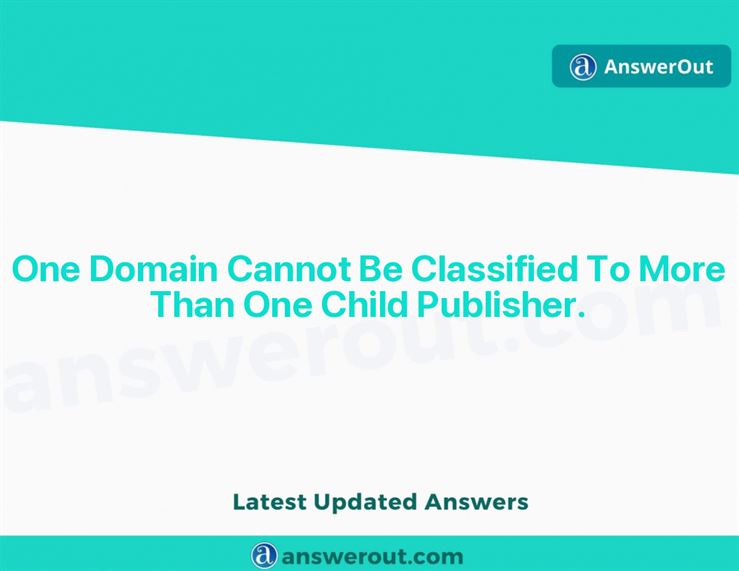 AnswerOut
One Domain Cannot Be Classified To More
Than One Child Publisher.
answerout.com
Latest Updated Answers
answerout.com